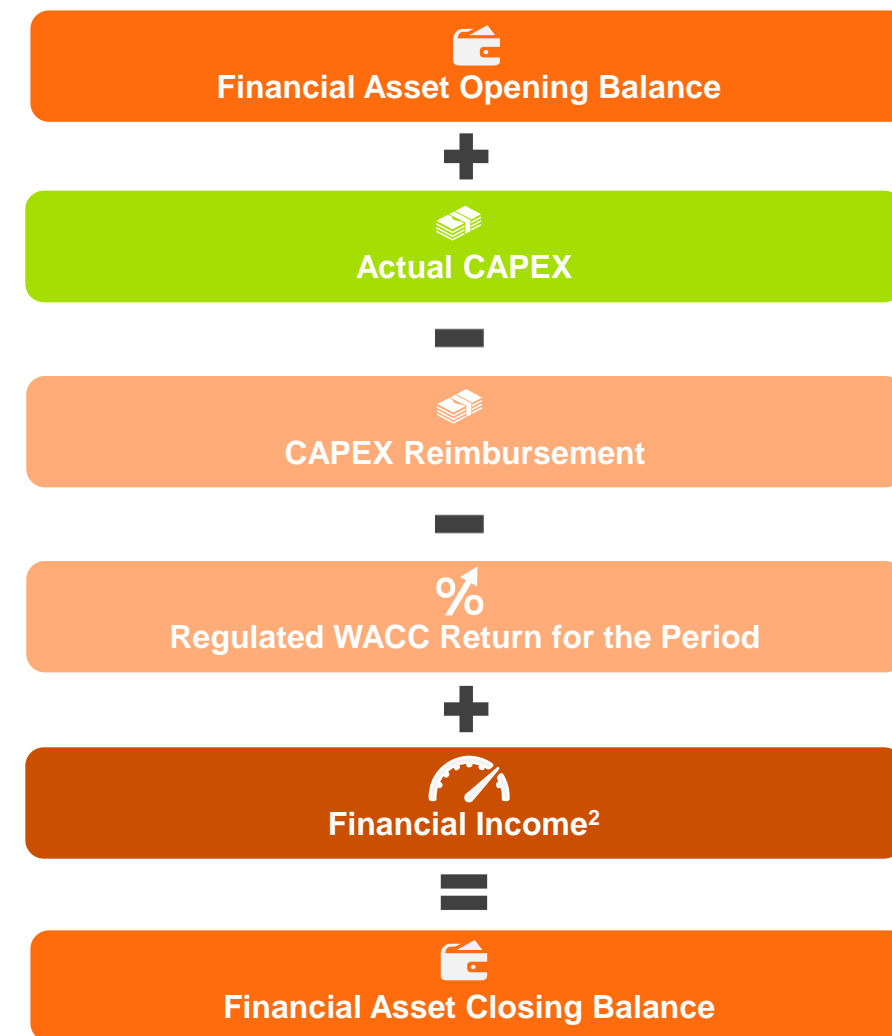 Financial Asset Opening Balance
+
Actual CAPEX
-
CAPEX Reimbursement
-
%
Regulated WACC Return for the Period
+
Financial Income²
=
Financial Asset Closing Balance